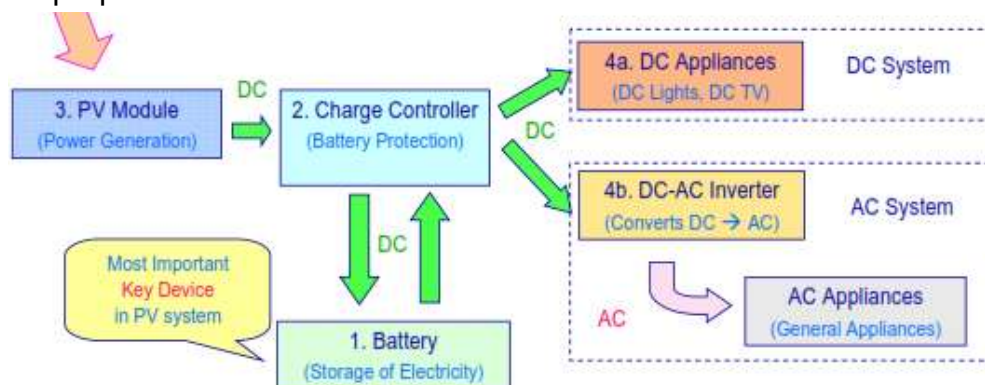 DC
3. PV Module
(Power Generation)
2. Charge Controller
(Battery Protection)
4a. DC Appliances
(DC Lights, DC TV)
DC System
DC
4b. DC-AC Inverter
(Converts DC → AC)
AC System
DC
Most Important
Key Device
in PV system
AC
AC Appliances
(General Appliances)
1. Battery
(Storage of Electricity)